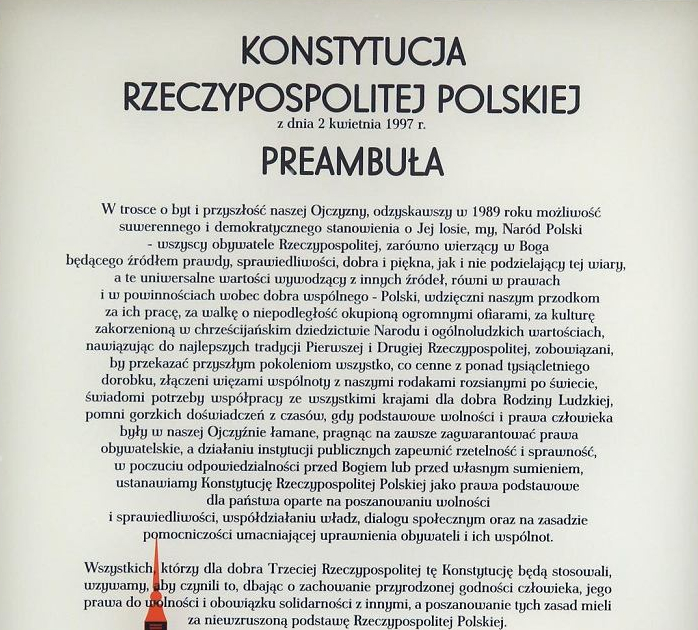 KONSTYTUCJA
RZECZYPOSPOLITEJ POLSKIEJ
z dnia 2 kwietnia 1997 r.
PREAMBUŁA
W trosce o byt i przyszłość naszej Ojczyzny, odzyskawszy w 1989 roku możliwość
suwerennego i demokratycznego stanowienia o Jej losie, my, Naród Polski
- wszyscy obywatele Rzeczypospolitej, zarówno wierzący w Boga
będącego źródłem prawdy, sprawiedliwości, dobra i piękna, jak i nie podzielający tej wiary,
a te uniwersalne wartości wywodzący z innych źródeł, równi w prawach
i w powinnościach wobec dobra wspólnego - Polski, wdzięczni naszym przodkom
za ich pracę, za walkę o niepodległość okupioną ogromnymi ofiarami, za kulturę
zakorzenioną w chrześcijańskim dziedzictwie Narodu i ogólnoludzkich wartościach,
nawiązując do najlepszych tradycji Pierwszej i Drugiej Rzeczypospolitej, zobowiązani,
by przekazać przyszłym pokoleniom wszystko, co cenne z ponad tysiącletniego
dorobku, złączeni więzami wspólnoty z naszymi rodakami rozsianymi po świecie,
świadomi potrzeby współpracy ze wszystkimi krajami dla dobra Rodziny Ludzkiej,
pomni gorzkich doświadczeń z czasów, gdy podstawowe wolności i prawa człowieka
były w naszej Ojczyźnie łamane, pragnąc na zawsze zagwarantować prawa
obywatelskie, a działaniu instytucji publicznych zapewnić rzetelność i sprawność,
w poczuciu odpowiedzialności przed Bogiem lub przed własnym sumieniem,
ustanawiamy Konstytucję Rzeczypospolitej Polskiej jako prawa podstawowe
dla państwa oparte na poszanowaniu wolności
i sprawiedliwości, współdziałaniu władz, dialogu społecznym oraz na zasadzie
pomocniczości umacniającej uprawnienia obywateli i ich wspólnot.
Wszystkich, którzy dla dobra Trzeciej Rzeczypospolitej tę Konstytucję będą stosowali,
wzywamy, aby czynili to, dbając o zachowanie przyrodzonej godności człowieka, jego
prawa do wolności i obowiązku solidarności z innymi, a poszanowanie tych zasad mieli
za niewzruszoną podstawę Rzeczypospolitej Polskiej.